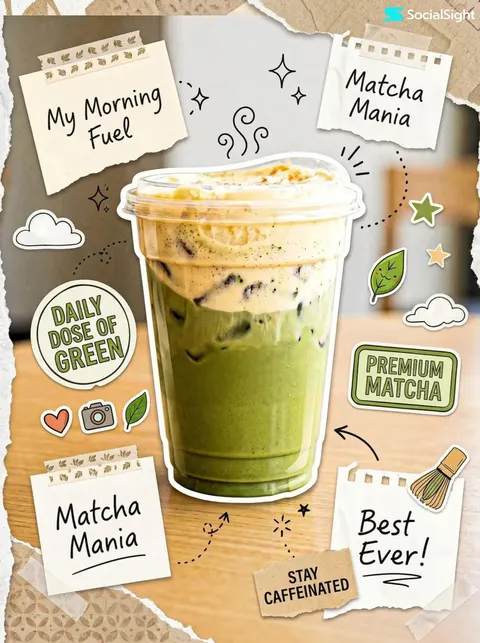 SocialSight
My Morning
Fuel
Matcha
Mania
DAILY
DOSE OF
GREEN
PREMIUM
MATCHA
Matcha
Mania
Best
Ever!
STAY
CAFFEINATED